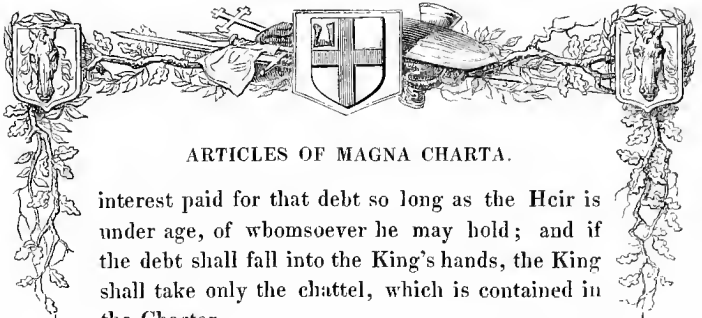 ARTICLES OF MAGNA CHARTA.
interest paid for that debt so long as the Heir is
under age, of whomsoever he may hold; and if
the debt shall fall into the King's hands, the King
shall take only the chattel, which is contained in
the Charter.